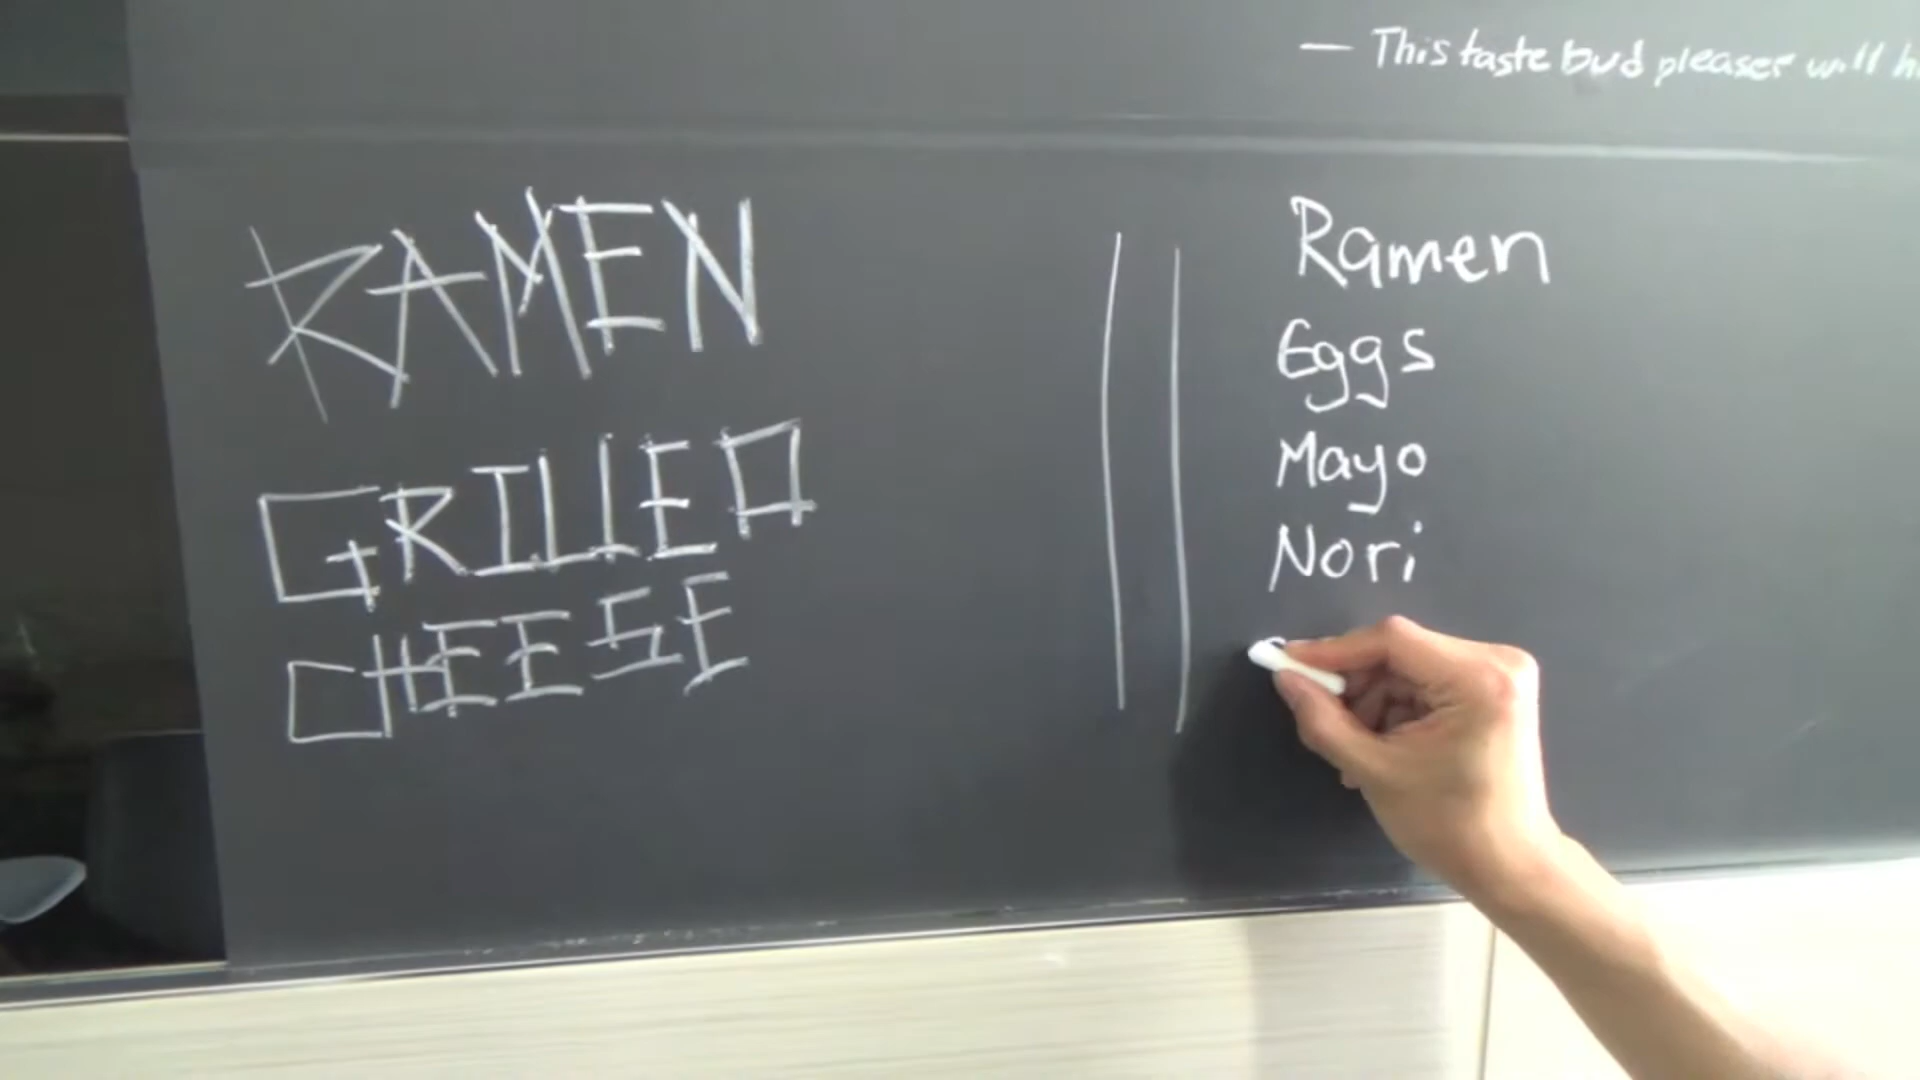 — This taste bud pleaser will
RAMEN
GRILLED
CHEESE
Ramen
Eggs
Mayo
Nori